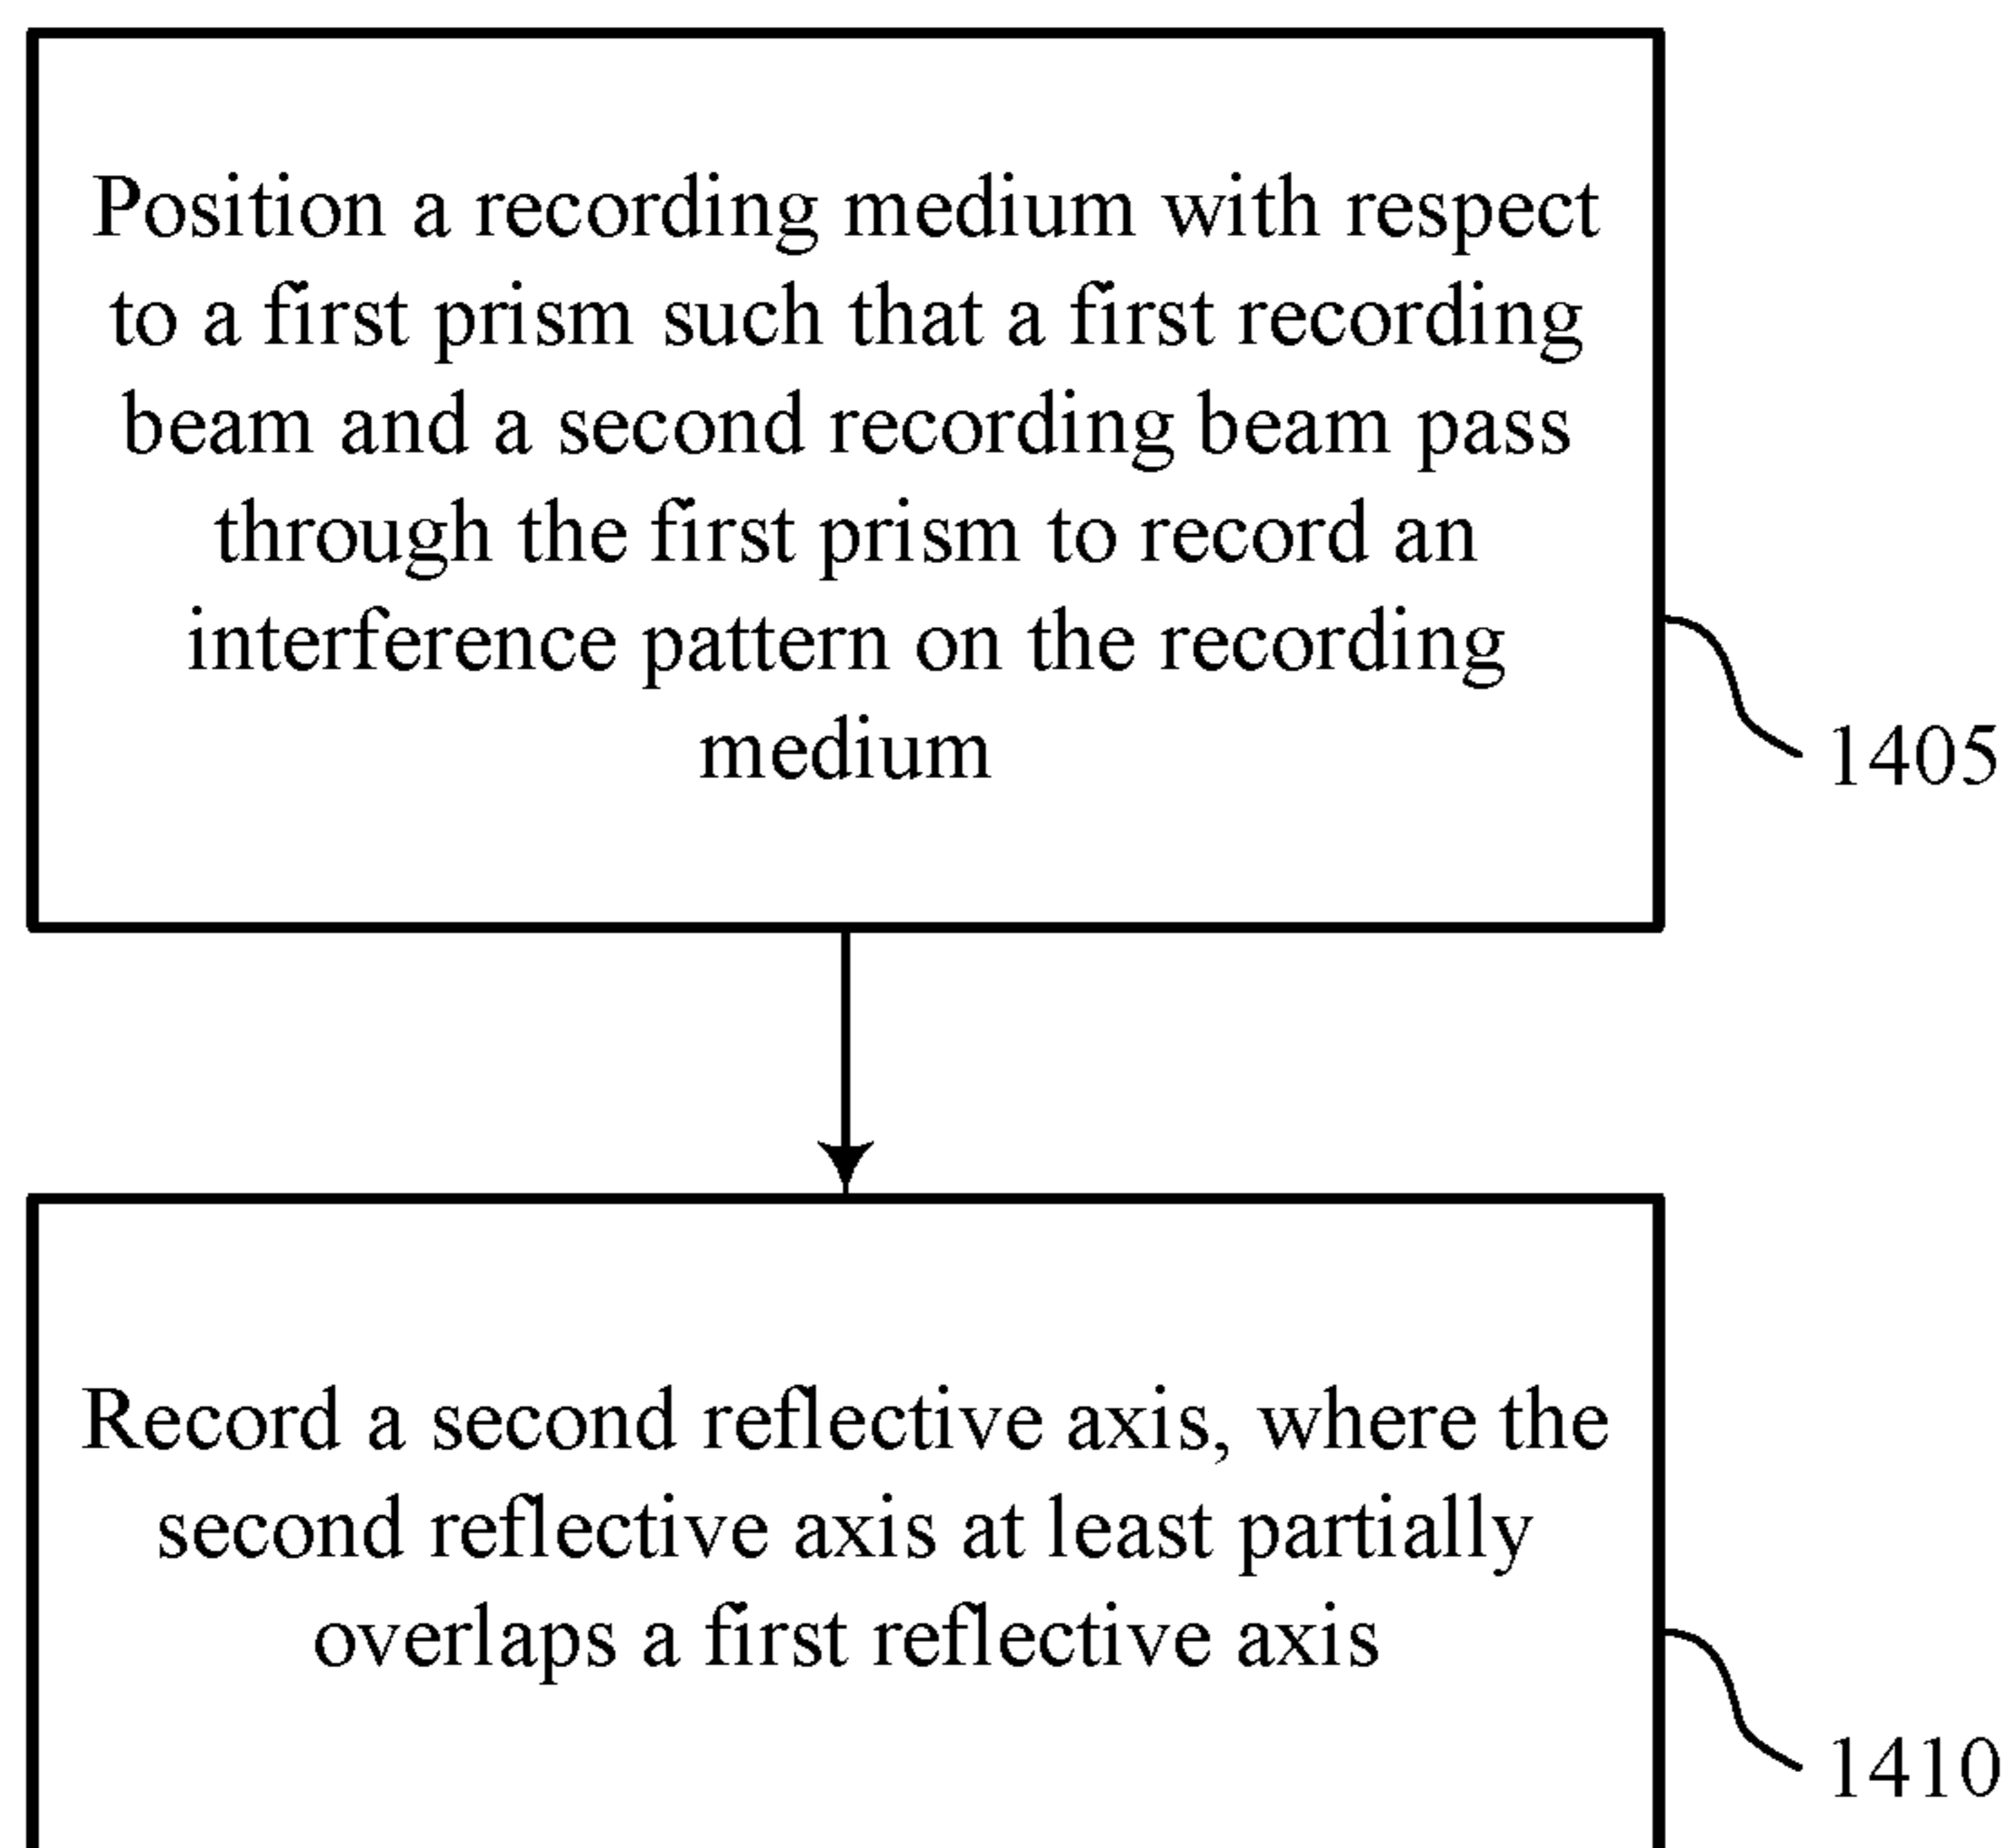 Position a recording medium with respect
to a first prism such that a first recording
beam and a second recording beam pass
through the first prism to record an
interference pattern on the recording
medium
1405
Record a second reflective axis, where the
second reflective axis at least partially
overlaps a first reflective axis
1410